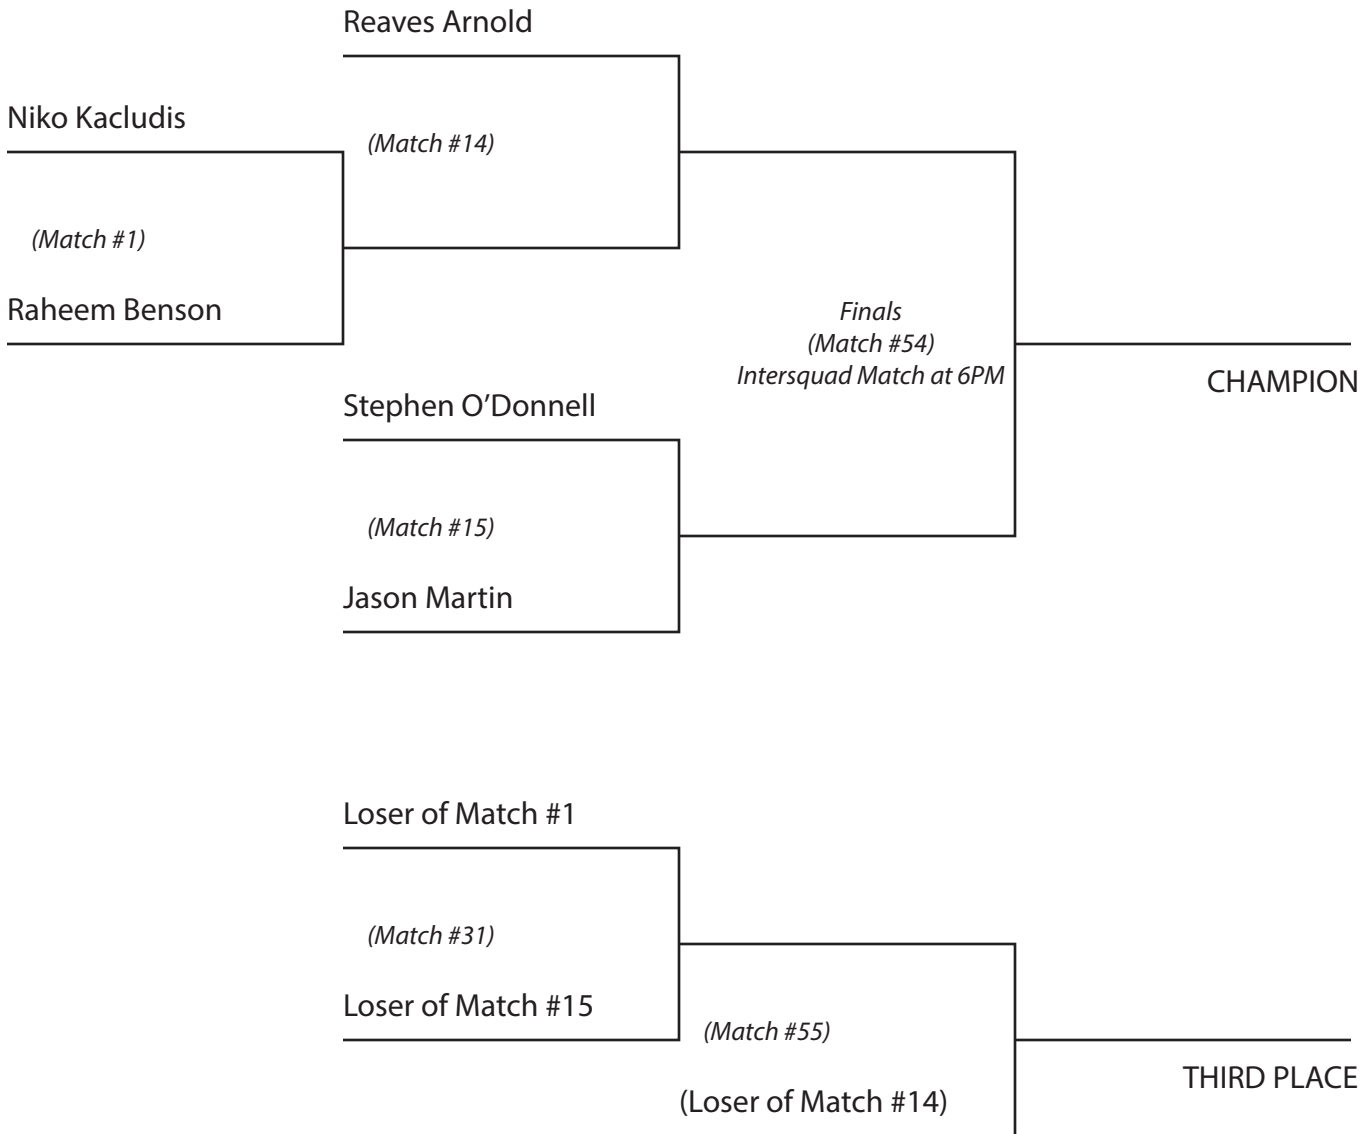 Reaves Arnold
Niko Kacludis
(Match #14)
(Match #1)
Raheem Benson
Finals
(Match #54)
Intersquad Match at 6PM
CHAMPION
Stephen O’Donnell
(Match #15)
Jason Martin
Loser of Match #1
(Match #31)
Loser of Match #15
(Match #55)
THIRD PLACE
(Loser of Match #14)